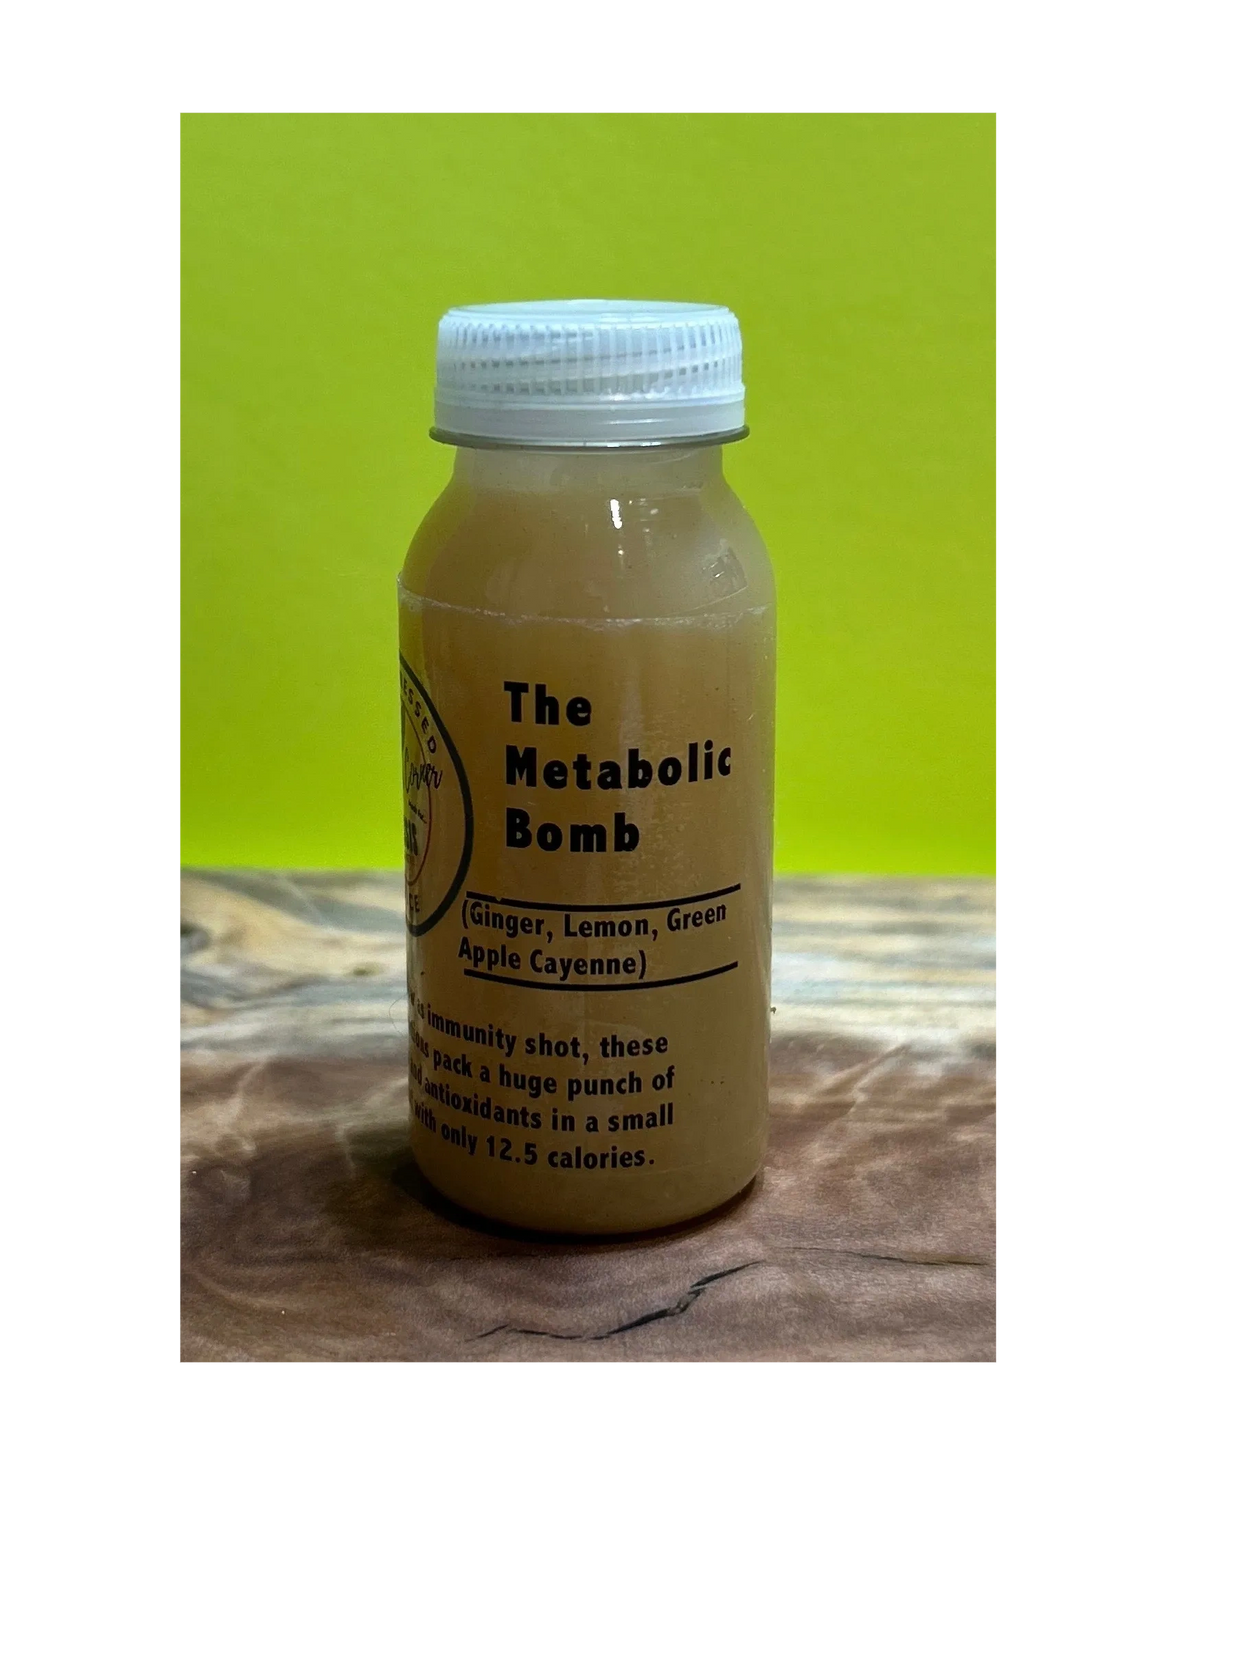 The
Metabolic
Bomb
(Ginger, Lemon, Green
Apple Cayenne)
as immunity shot, these
pack a huge punch of
antioxidants in a small
with only 12.5 calories.